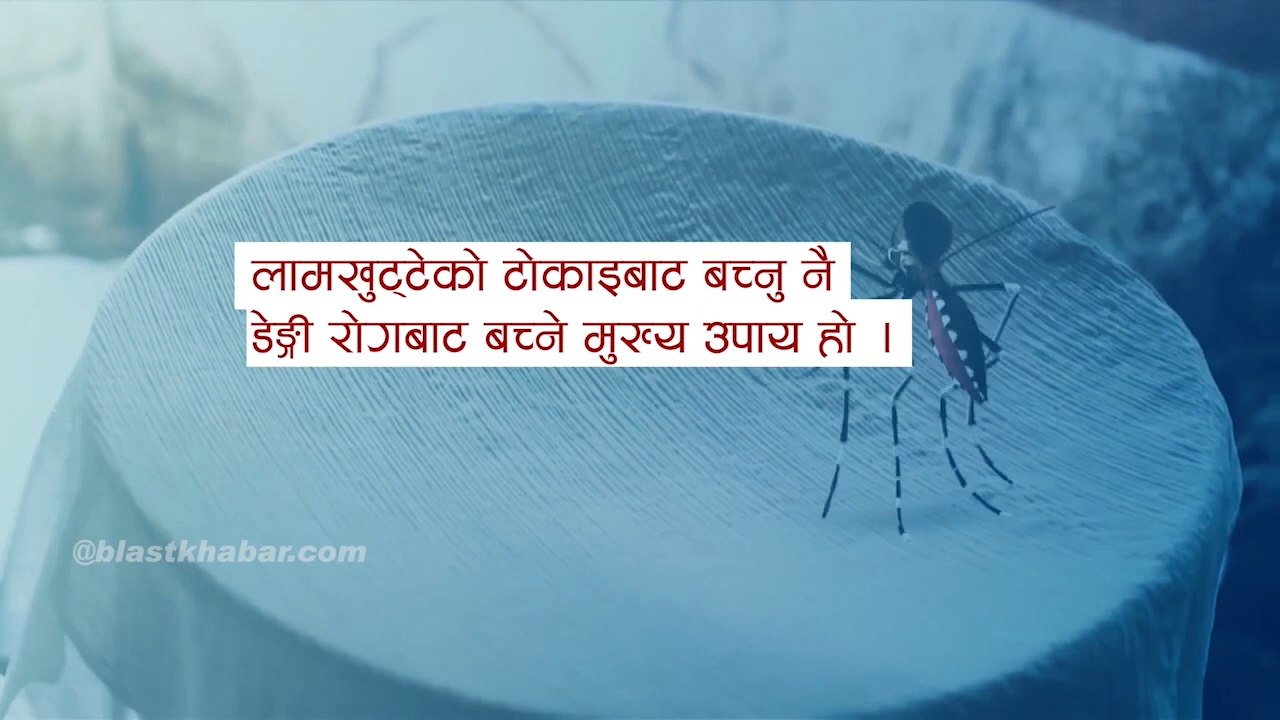 लामखुट्टेको टोकाइबाट बच्नु नै
डेङ्गी रोगबाट बच्ने मुख्य उपाय हो ।
@blastkhabar.com